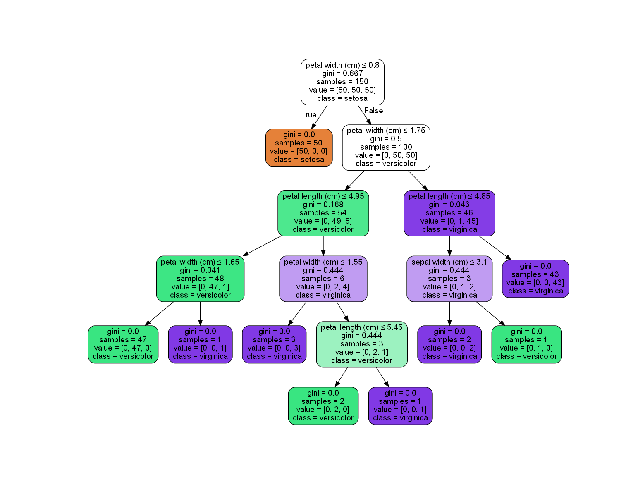 petal width (cm) ≤ 0.8
gini = 0.667
samples = 150
value = [50, 50, 50]
class = setosa
True
False
gini = 0.0
samples = 50
value = [50, 0, 0]
class = setosa
petal width (cm) ≤ 1.75
gini = 0.5
samples = 100
value = [0, 50, 50]
class = versicolor
petal length (cm) ≤ 4.95
gini = 0.168
samples = 54
value = [0, 49, 5]
class = versicolor
petal length (cm) ≤ 4.85
gini = 0.043
samples = 46
value = [0, 1, 45]
class = virginica
petal width (cm) ≤ 1.65
gini = 0.041
samples = 48
value = [0, 47, 1]
class = versicolor
petal width (cm) ≤ 1.55
gini = 0.444
samples = 6
value = [0, 2, 4]
class = virginica
sepal width (cm) ≤ 3.1
gini = 0.444
samples = 3
value = [0, 1, 2]
class = virginica
gini = 0.0
samples = 43
value = [0, 0, 43]
class = virginica
gini = 0.0
samples = 47
value = [0, 47, 0]
class = versicolor
gini = 0.0
samples = 1
value = [0, 0, 1]
class = virginica
gini = 0.0
samples = 3
value = [0, 0, 3]
class = virginica
petal length (cm) ≤ 5.45
gini = 0.444
samples = 3
value = [0, 2, 1]
class = versicolor
gini = 0.0
samples = 2
value = [0, 0, 2]
class = virginica
gini = 0.0
samples = 1
value = [0, 1, 0]
class = versicolor
gini = 0.0
samples = 2
value = [0, 2, 0]
class = versicolor
gini = 0.0
samples = 1
value = [0, 0, 1]
class = virginica